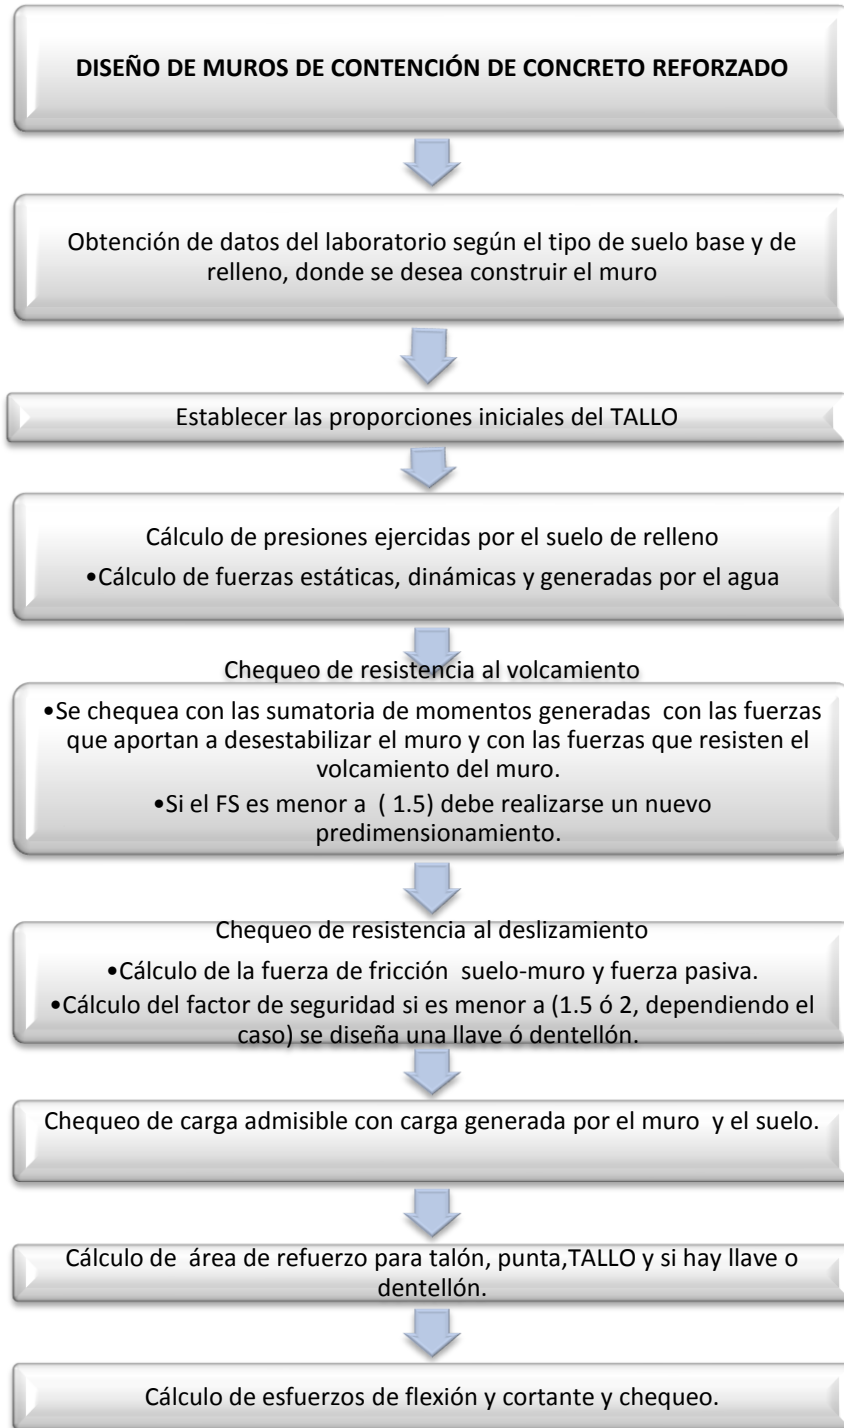 DISEÑO DE MUROS DE CONTENCIÓN DE CONCRETO REFORZADO
Obtención de datos del laboratorio según el tipo de suelo base y de
relleno, donde se desea construir el muro
Establecer las proporciones iniciales del TALLO
Cálculo de presiones ejercidas por el suelo de relleno
•Cálculo de fuerzas estáticas, dinámicas y generadas por el agua
Chequeo de resistencia al volcamiento
•Se chequea con las sumatoria de momentos generadas con las fuerzas
que aportan a desestabilizar el muro y con las fuerzas que resisten el
volcamiento del muro.
•Si el FS es menor a ( 1.5) debe realizarse un nuevo
predimensionamiento.
Chequeo de resistencia al deslizamiento
•Cálculo de la fuerza de fricción suelo-muro y fuerza pasiva.
•Cálculo del factor de seguridad si es menor a (1.5 ó 2, dependiendo el
caso) se diseña una llave ó dentellón.
Chequeo de carga admisible con carga generada por el muro y el suelo.
Cálculo de área de refuerzo para talón, punta,TALLO y si hay llave o
dentellón.
Cálculo de esfuerzos de flexión y cortante y chequeo.